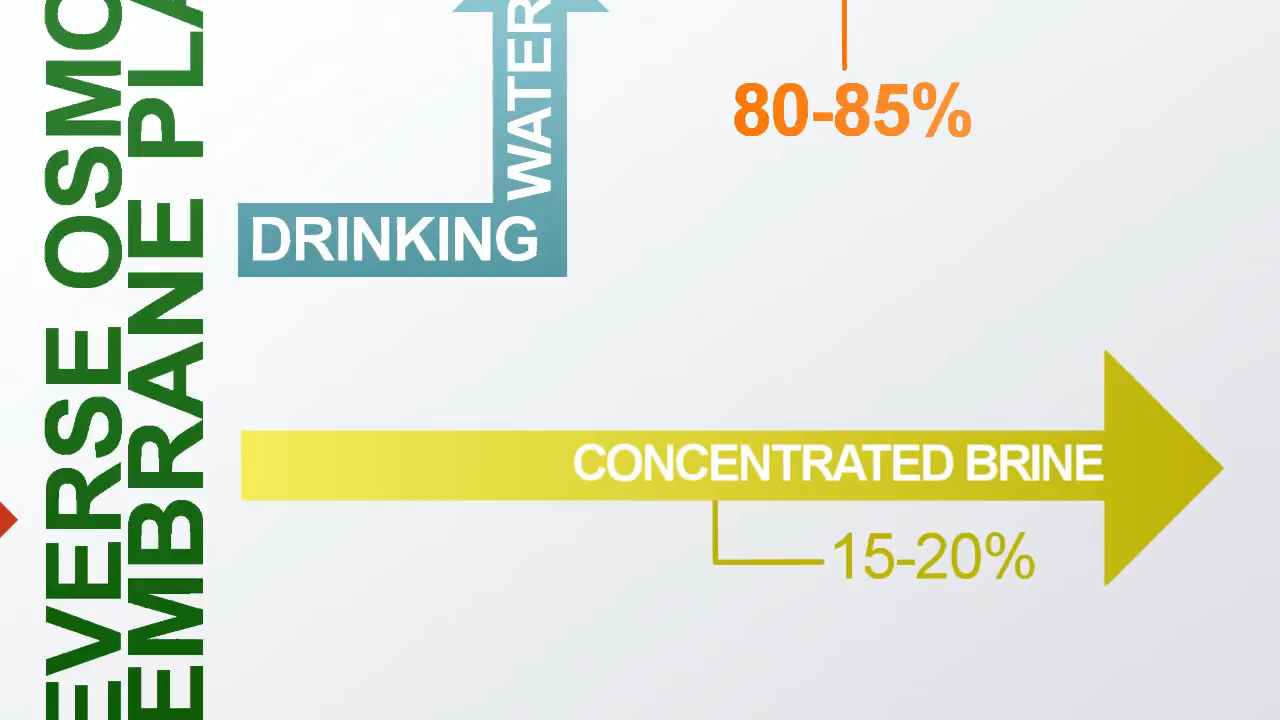 EVERSE OSMO
EMBRANE PLA
DRINKING
WATER
80-85%
CONCENTRATED BRINE
15-20%